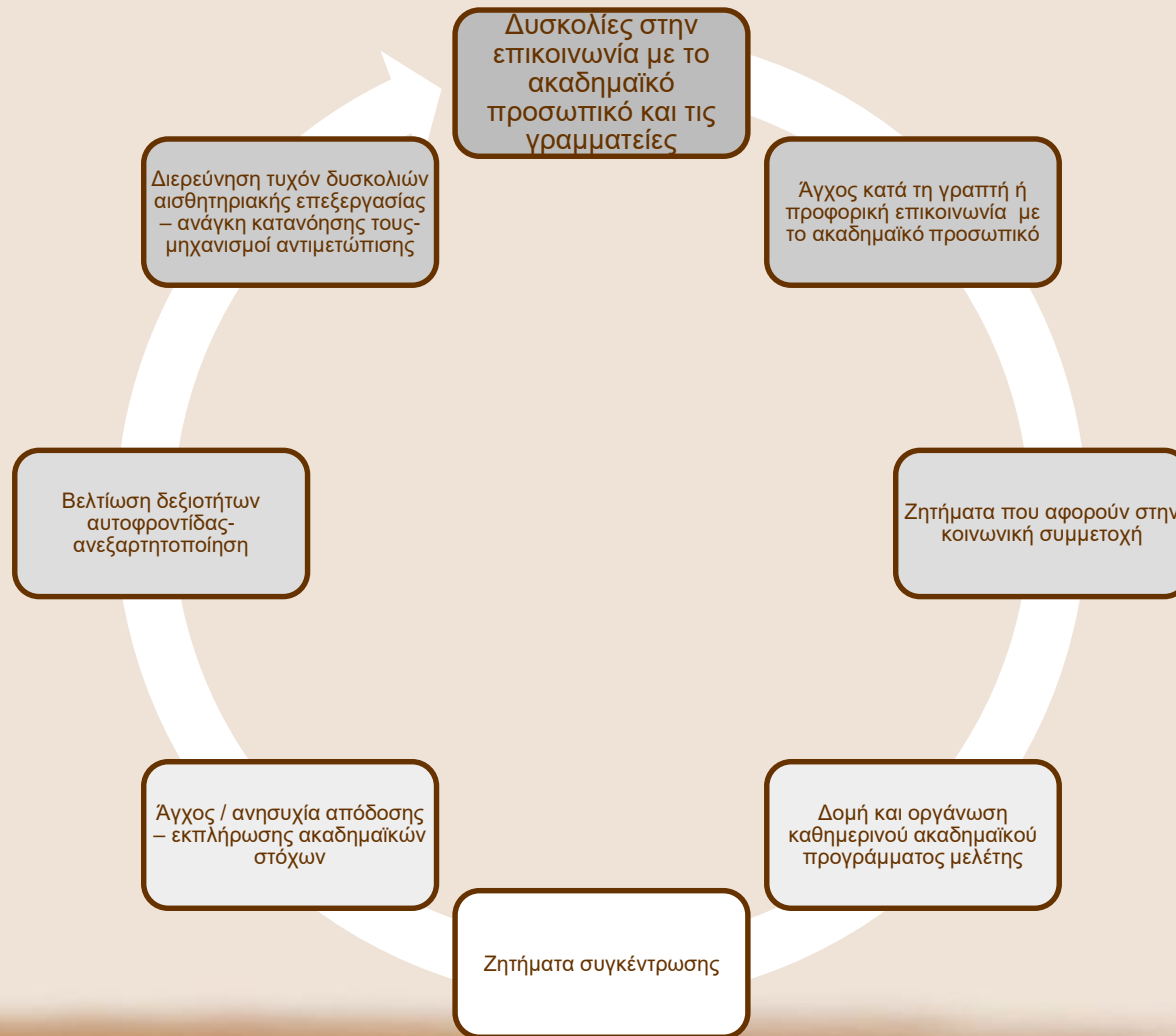 Δυσκολίες στην
επικοινωνία με το
ακαδημαϊκό
προσωπικό και τις
γραμματείες
Άγχος κατά τη γραπτή ή
προφορική επικοινωνία  με
το ακαδημαϊκό προσωπικό
Ζητήματα που αφορούν στην
κοινωνική συμμετοχή
Δομή και οργάνωση
καθημερινού ακαδημαϊκού
προγράμματος μελέτης
Ζητήματα συγκέντρωσης
Άγχος / ανησυχία απόδοσης
– εκπλήρωσης ακαδημαϊκών
στόχων
Βελτίωση δεξιοτήτων
αυτοφροντίδας-
ανεξαρτητοποίηση
Διερεύνηση τυχόν δυσκολιών
αισθητηριακής επεξεργασίας
– ανάγκη κατανόησης τους-
μηχανισμοί αντιμετώπισης